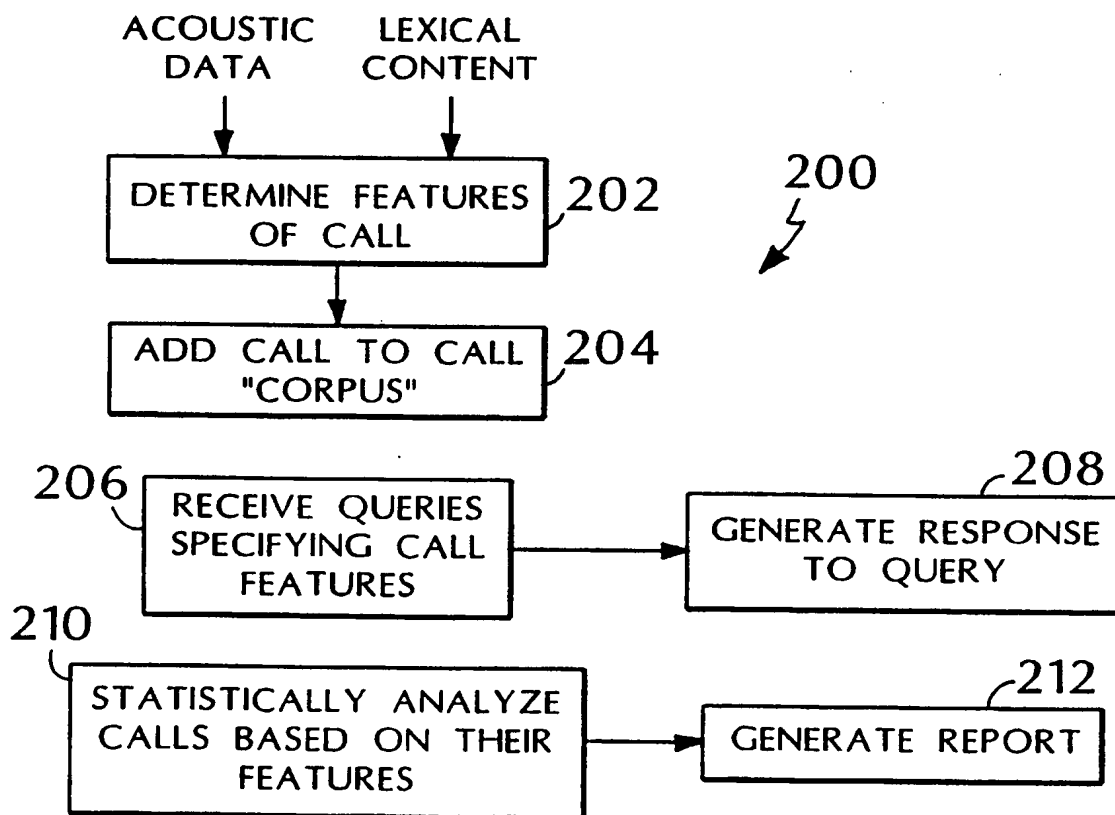 ACOUSTIC DATA
LEXICAL CONTENT
DETERMINE FEATURES
OF CALL
202
200
ADD CALL TO CALL
"CORPUS"
204
206
RECEIVE QUERIES
SPECIFYING CALL
FEATURES
208
GENERATE RESPONSE
TO QUERY
210
STATISTICALLY ANALYZE
CALLS BASED ON THEIR
FEATURES
212
GENERATE REPORT